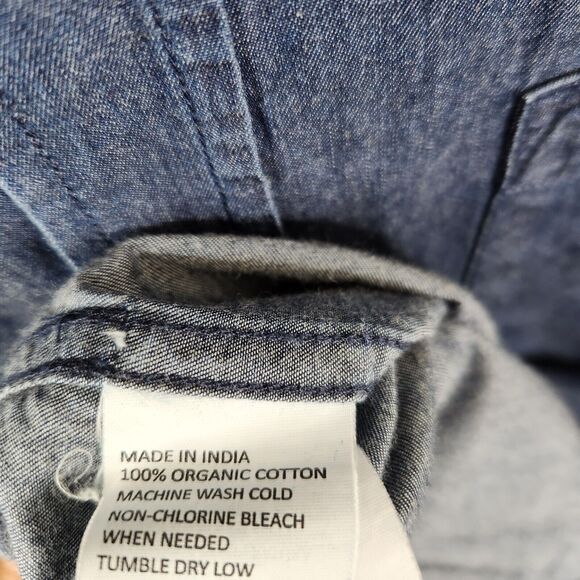 MADE IN INDIA
100% ORGANIC COTTON
MACHINE WASH COLD
NON-CHLORINE BLEACH
WHEN NEEDED
TUMBLE DRY LOW